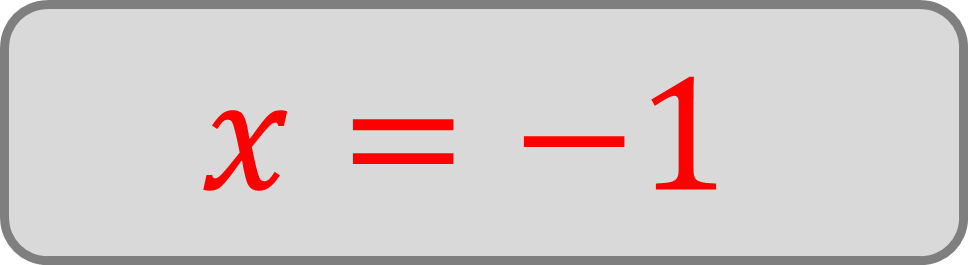 x = −1